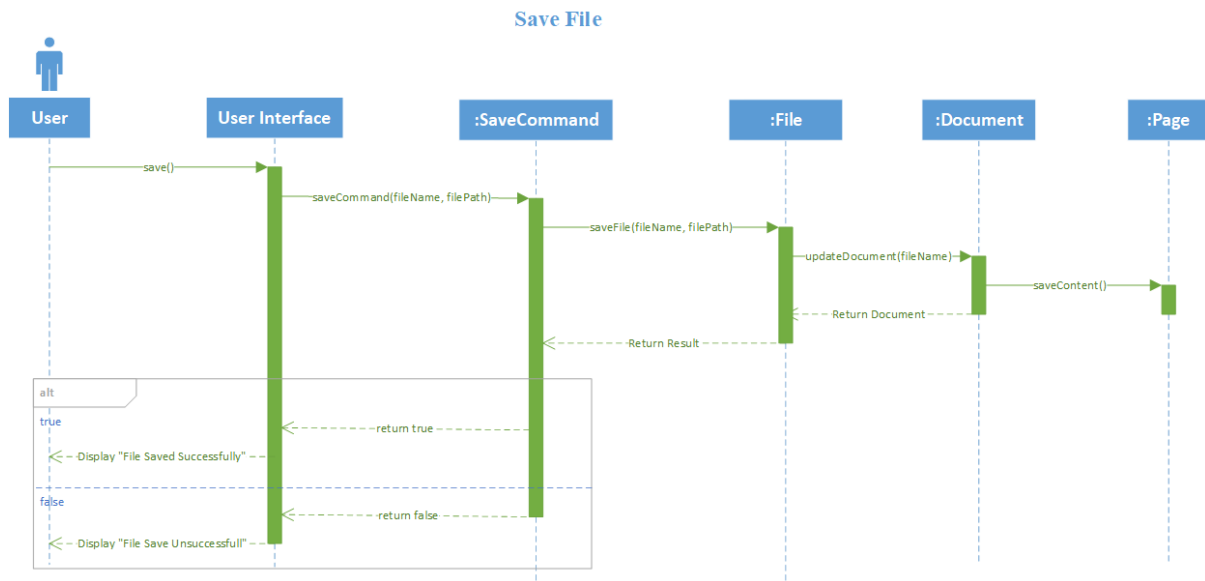 Save File
User
User Interface
:SaveCommand
:File
:Document
:Page
save()
saveCommand(fileName, filePath)
saveFile(fileName, filePath)
updateDocument(fileName)
saveContent()
Return Document
Return Result
alt
true
return true
Display "File Saved Successfully"
false
return false
Display "File Save Unsuccessfull"